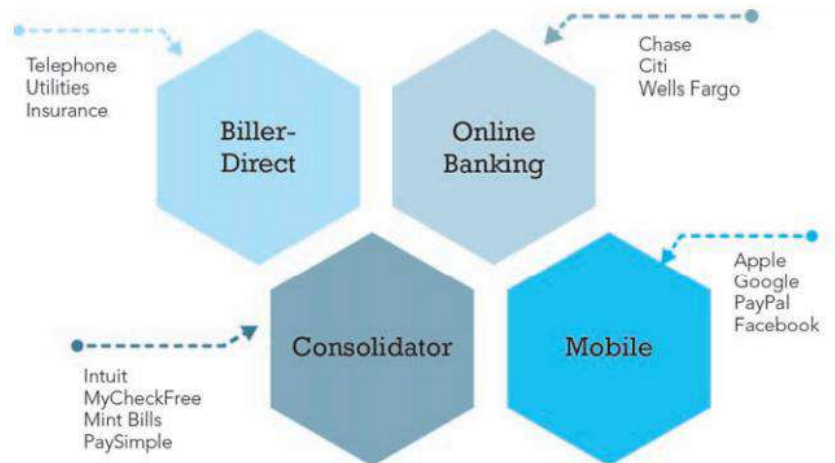 Telephone
Utilities
Insurance
Biller-
Direct
Online
Banking
Chase
Citi
Wells Fargo
Intuit
MyCheckFree
Mint Bills
PaySimple
Consolidator
Mobile
Apple
Google
PayPal
Facebook